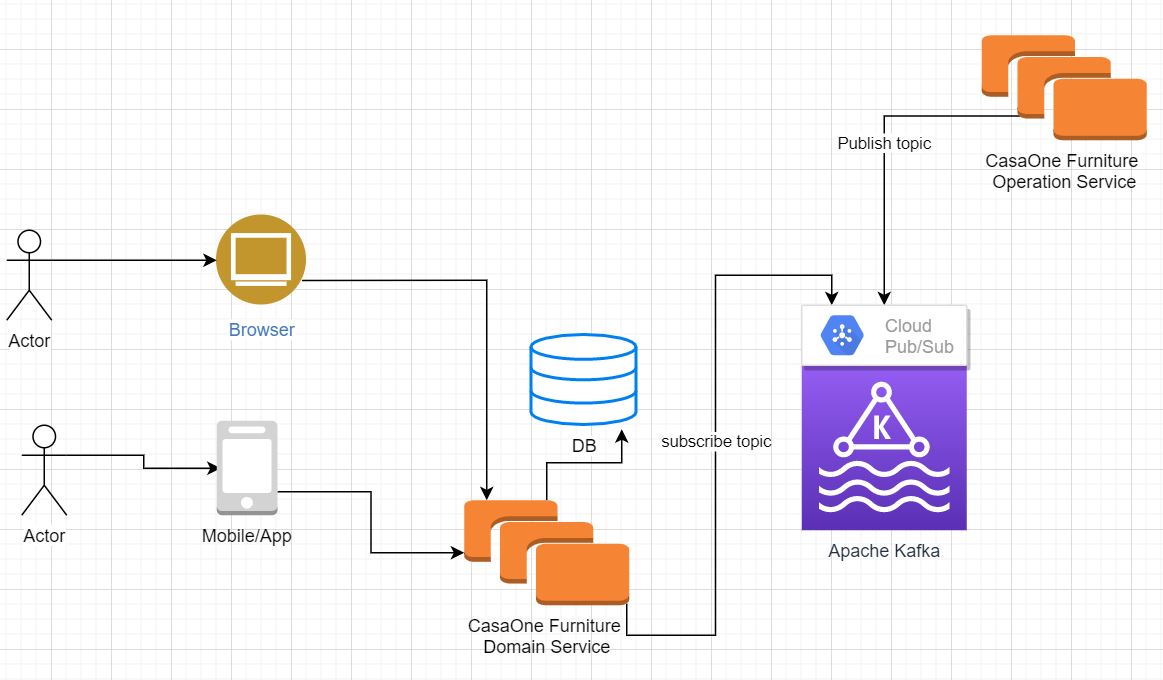 Publish topic
CasaOne Furniture
Operation Service
Actor
Browser
Cloud
Pub/Sub
DB
subscribe topic
K
Actor
Mobile/App
Apache Kafka
CasaOne Furniture
Domain Service